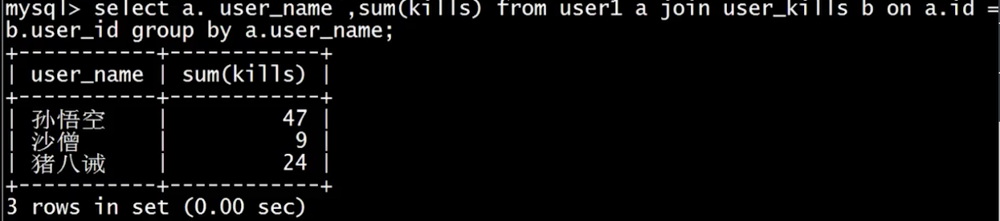 mysql> select a. user_name ,sum(kills) from user1 a join user_kills b on a.id =
b.user_id group by a.user_name;
+-----------+------------+
| user_name | sum(kills) |
+-----------+------------+
| 孙悟空    |         47 |
| 沙僧      |          9 |
| 猪八诫    |         24 |
+-----------+------------+
3 rows in set (0.00 sec)